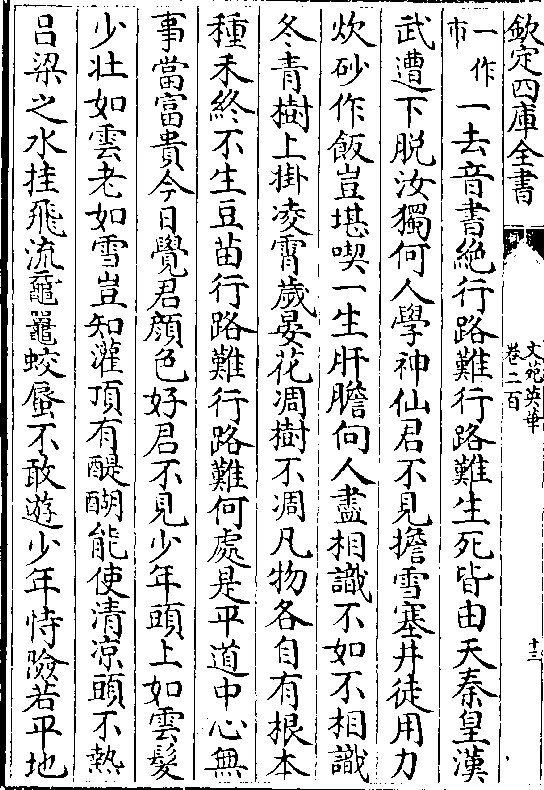 欽定四庫全書
文苑英華
卷二百
十三
一作
市
一去音書絶行路難行路難生死皆由天秦皇漢
武遭下脱汝獨何人學神仙君不見擔雪塞井徒用力
炊砂作飯豈堪喫一生肝膽向人盡相識不如不相識
冬青樹上掛凌霄歲晏花凋樹不凋凡物各自有根本
種禾終不生豆苗行路難行路難何處是平道中心無
事當富貴今日覺君顔色好君不見少年頭上如雲髮
少壯如雲老如雪豈知灌頂有醍醐能使清凉頭不熱
吕梁之水挂飛流黿鼉蛟蜃不敢遊少年恃險若平地